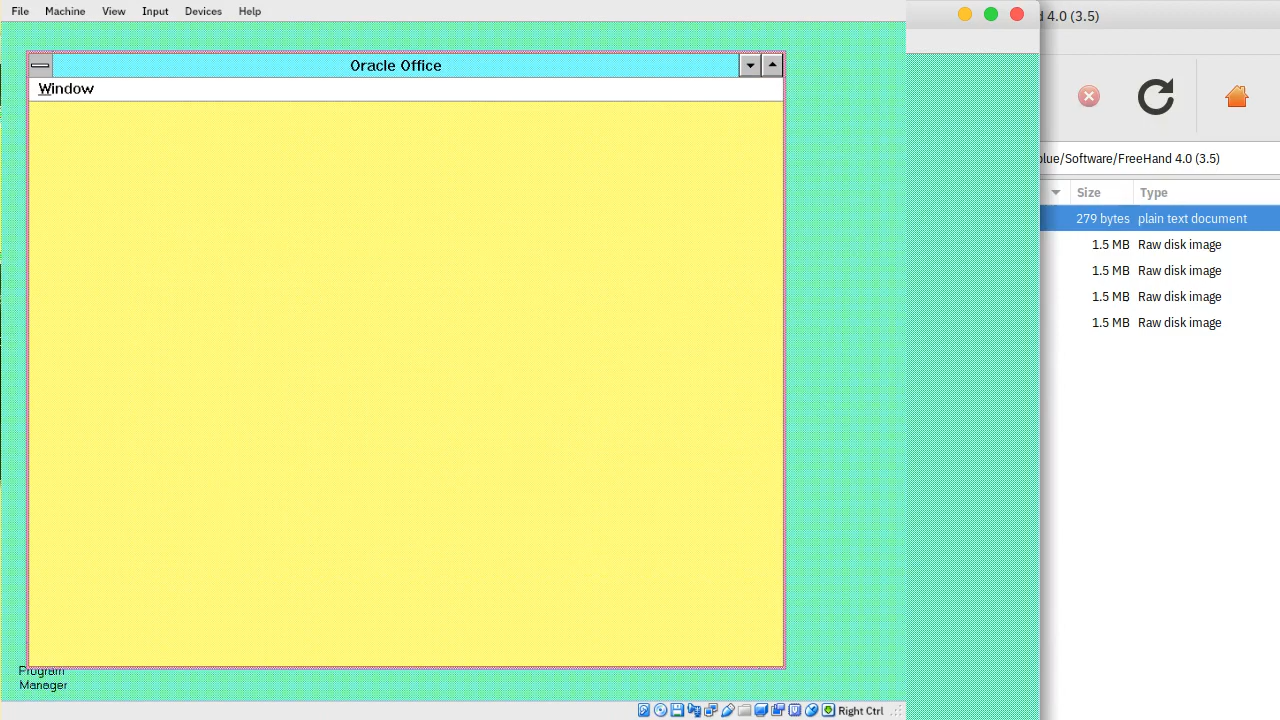 File Machine View Input Devices Help
4.0 (3.5)
Oracle Office
Window
olue/Software/FreeHand 4.0 (3.5)
Size Type
279 bytes plain text document
1.5 MB Raw disk image
1.5 MB Raw disk image
1.5 MB Raw disk image
1.5 MB Raw disk image
Program
Manager
Right Ctrl